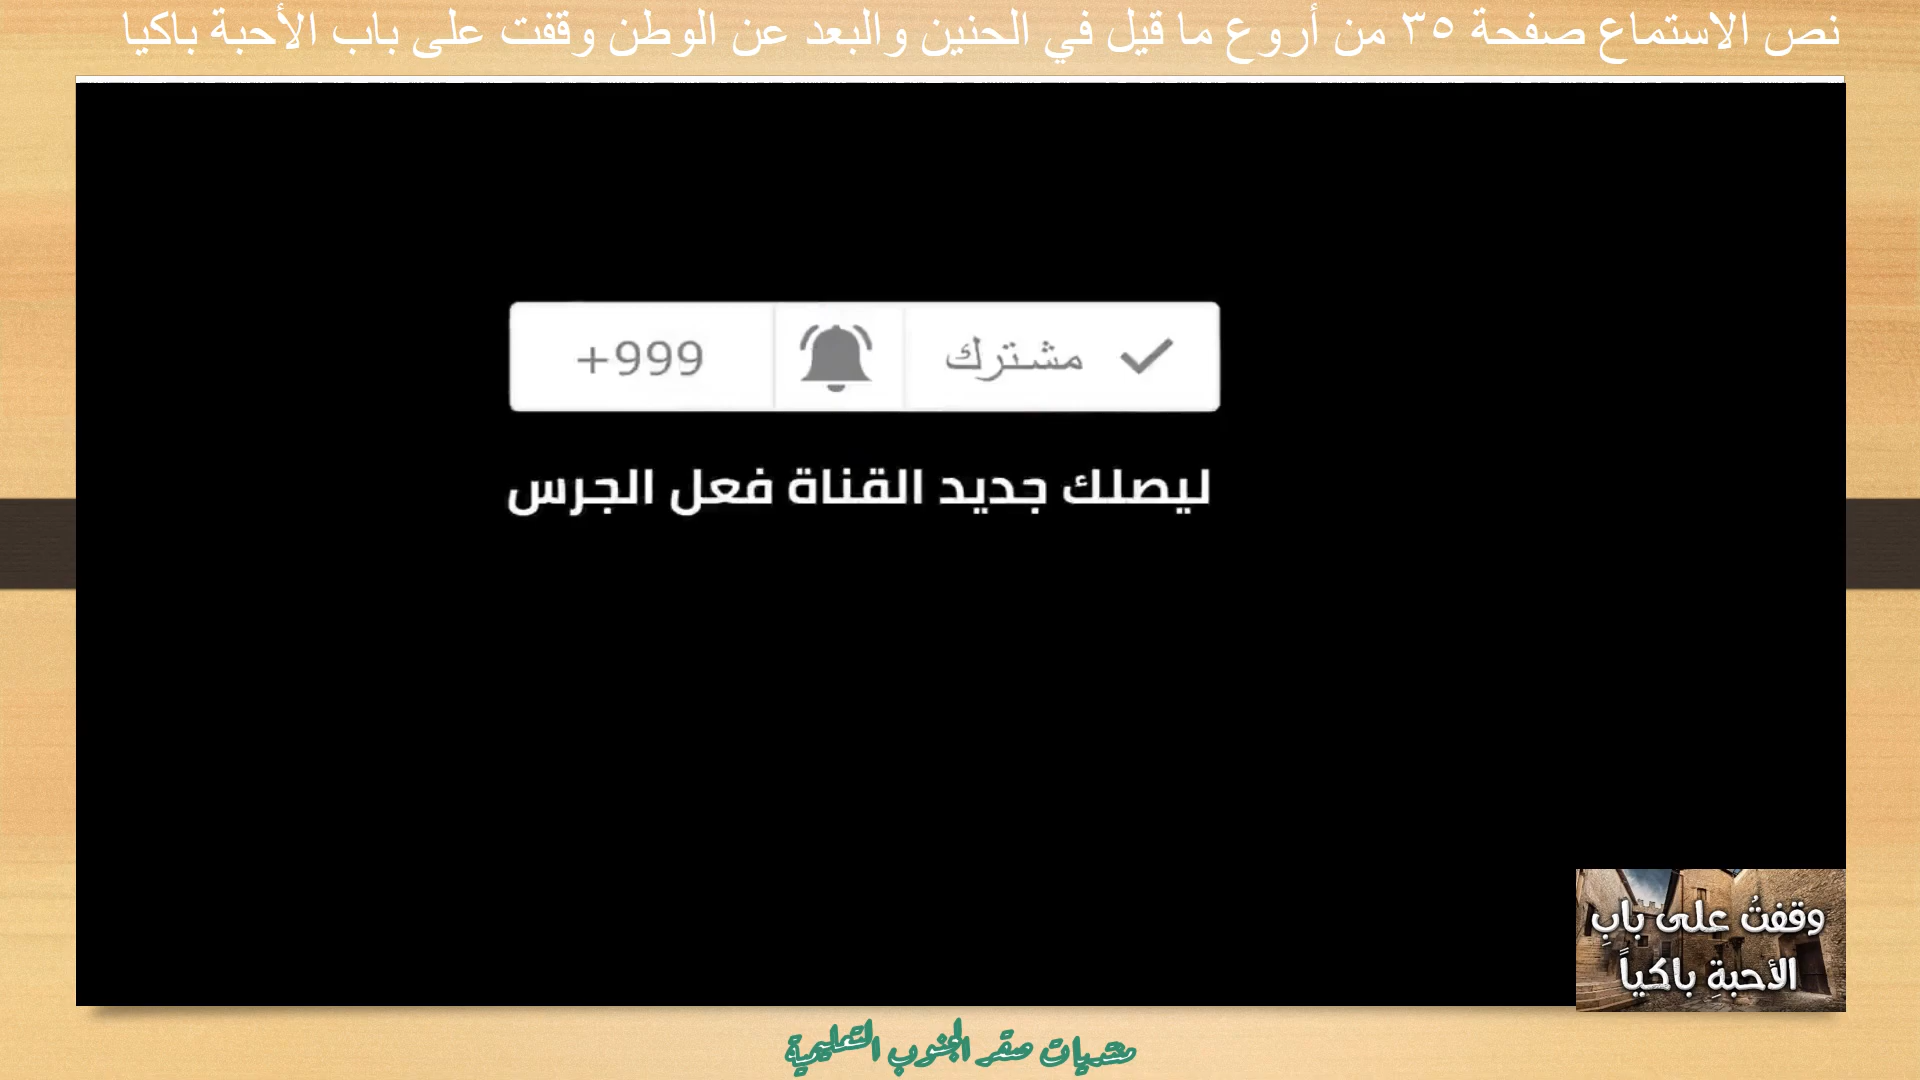 نص الاستماع صفحة ٣٥ من أروع ما قيل في الحنين والبعد عن الوطن وقفت على باب الأحبة باكيا
مشترك +999
ليصلك جديد القناة فعل الجرس
وقفتُ على بابِ
الأحبةِ باكياً
منتديات صقر الجنوب التعليمية